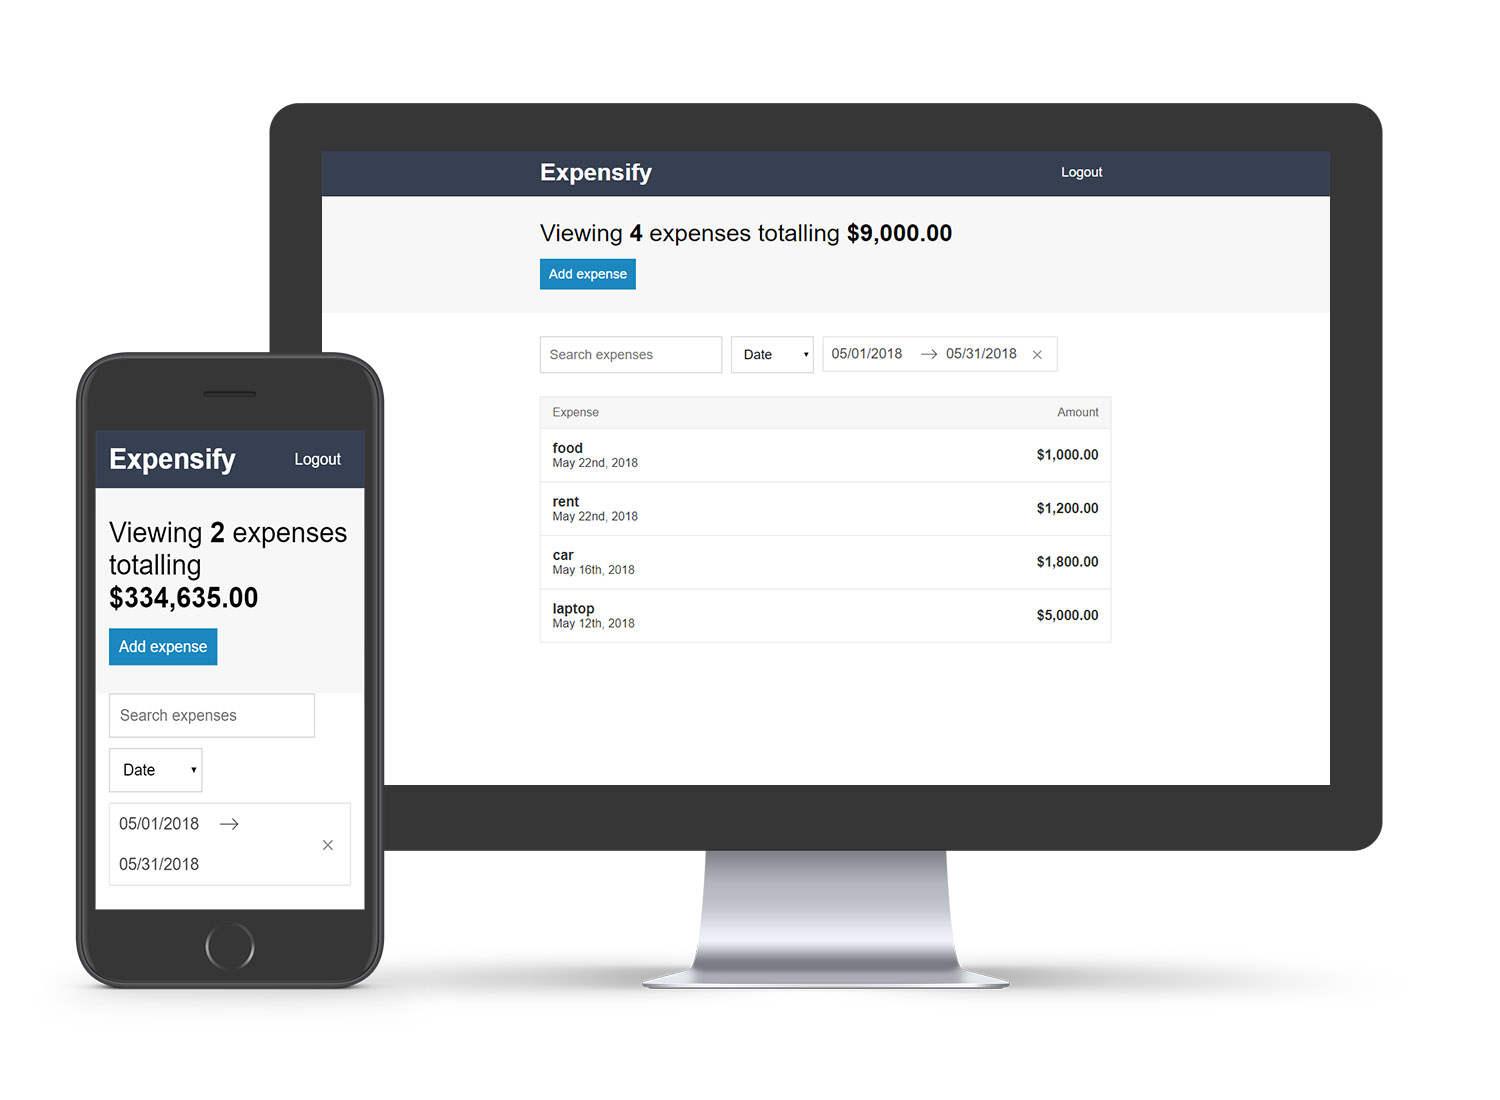 Expensify Logout
Viewing 4 expenses totalling $9,000.00
Add expense
Search expenses Date 05/01/2018 05/31/2018
Expense Amount
food
May 22nd, 2018
$1,000.00
rent
May 22nd, 2018
$1,200.00
car
May 16th, 2018
$1,800.00
laptop
May 12th, 2018
$5,000.00
Expensify Logout
Viewing 2 expenses
totalling
$334,635.00
Add expense
Search expenses
Date
05/01/2018
05/31/2018